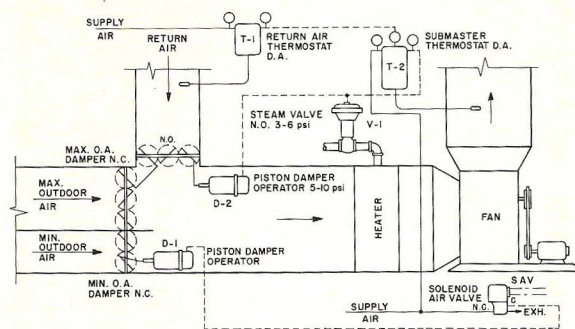 SUPPLY
AIR
T-1
RETURN AIR
THERMOSTAT
D.A.
RETURN
AIR
SUBMASTER
THERMOSTAT D.A.
T-2
STEAM VALVE
N.O. 3-6 psi
V-1
N.O.
MAX. O.A.
DAMPER N.C.
PISTON DAMPER
OPERATOR 5-10 psi
D-2
MAX.
OUTDOOR
AIR
MIN.
OUTDOOR
AIR
D-1
PISTON DAMPER
OPERATOR
HEATER
FAN
MIN. O.A.
DAMPER N.C.
SUPPLY
AIR
SOLENOID
AIR VALVE
N.C.
C
SAV
EXH.